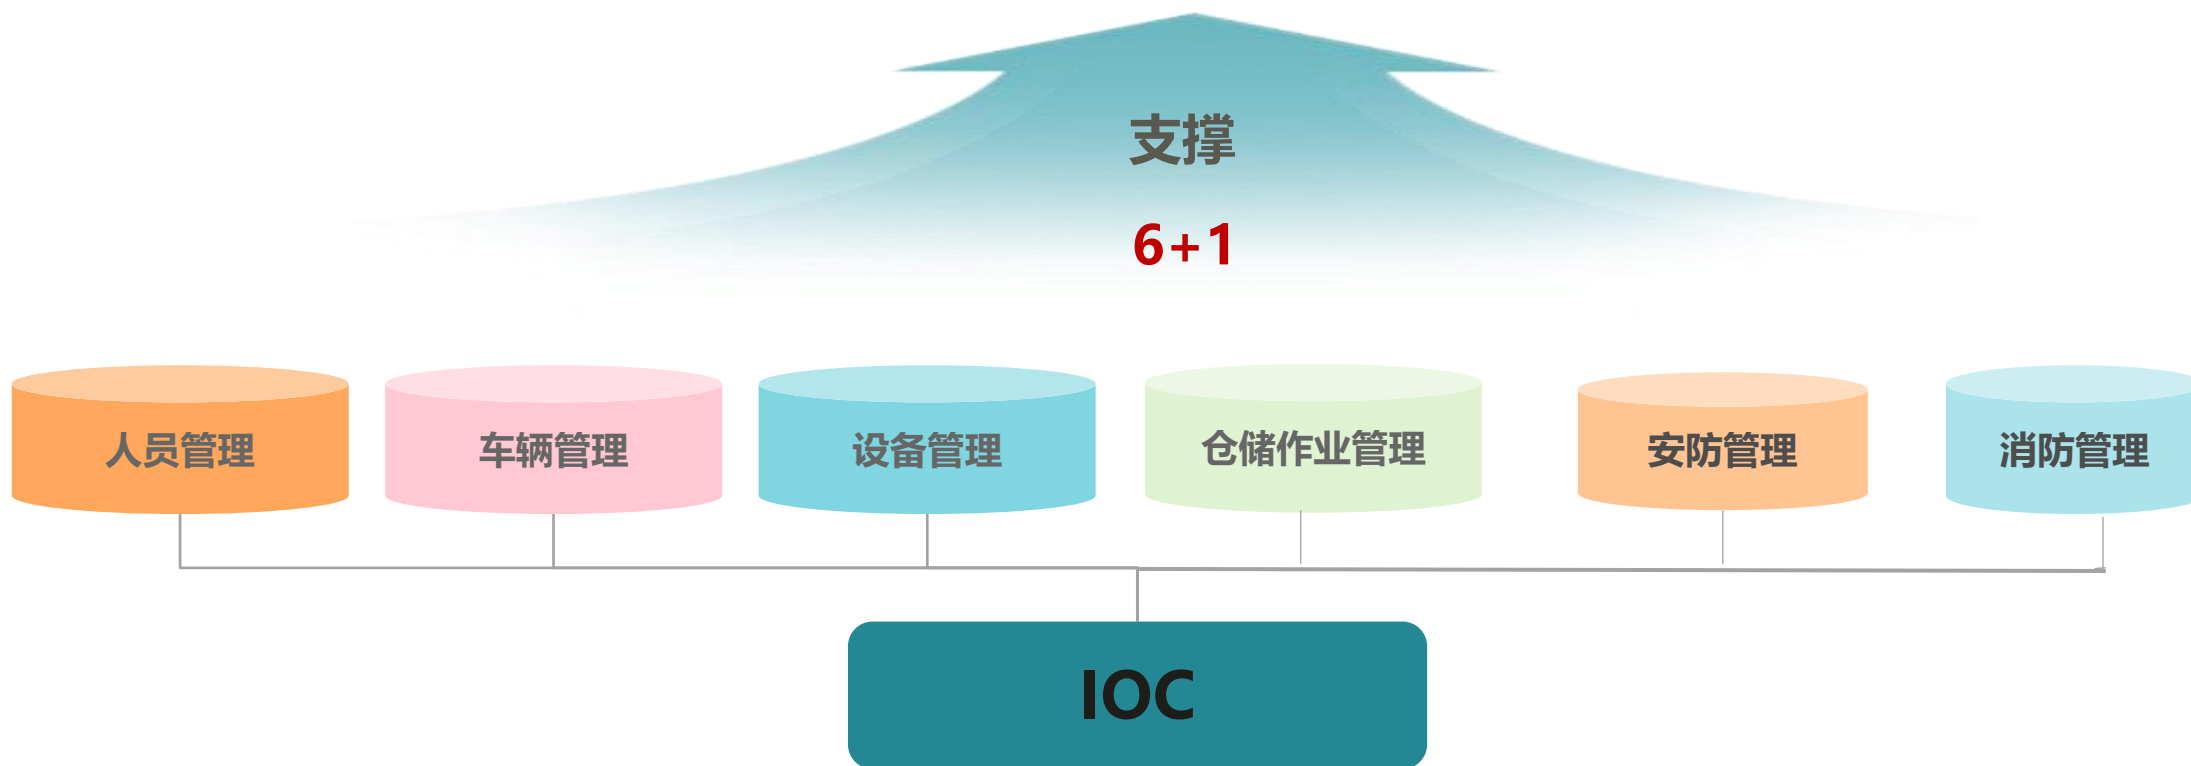 支撑
6+1
人员管理
车辆管理
设备管理
仓储作业管理
安防管理
消防管理
IOC